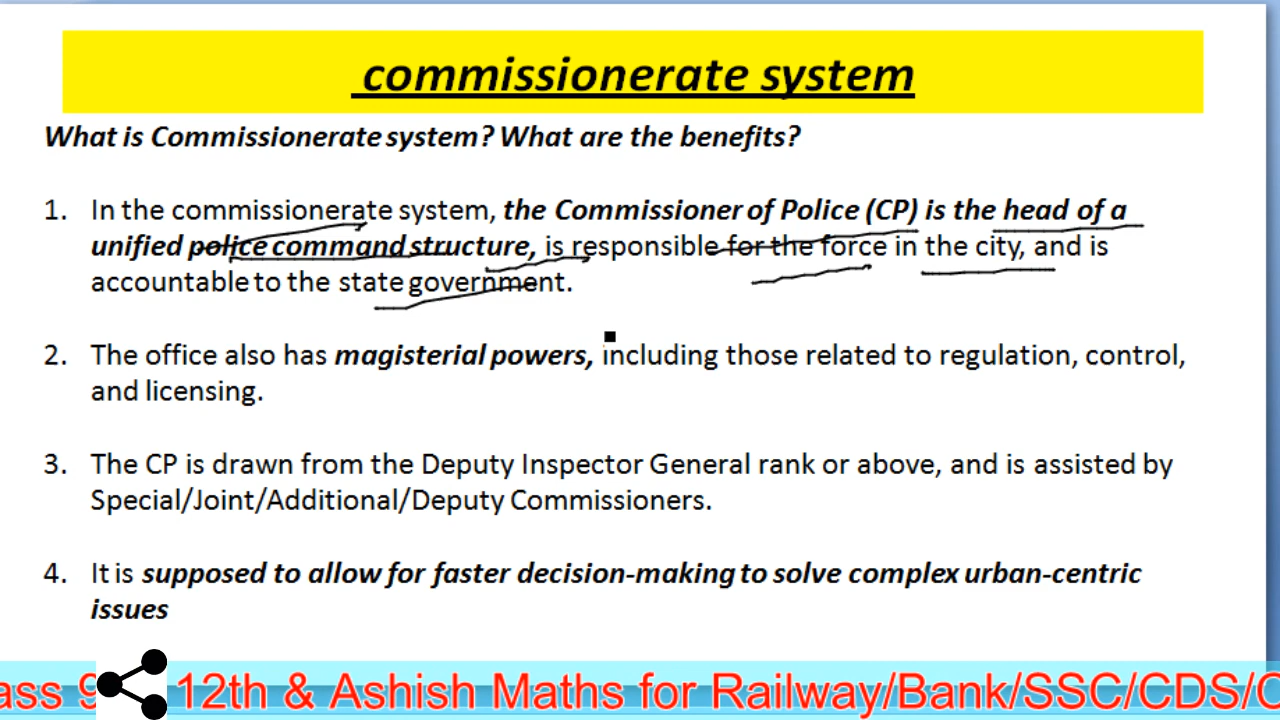 commissionerate system
What is Commissionerate system? What are the benefits?
1. In the commissionerate system, the Commissioner of Police (CP) is the head of a
unified police command structure, is responsible for the force in the city, and is
accountable to the state government.
2. The office also has magisterial powers, including those related to regulation, control,
and licensing.
3. The CP is drawn from the Deputy Inspector General rank or above, and is assisted by
Special/Joint/Additional/Deputy Commissioners.
4. It is supposed to allow for faster decision-making to solve complex urban-centric
issues
ass 9 12th & Ashish Maths for Railway/Bank/SSC/CDS/